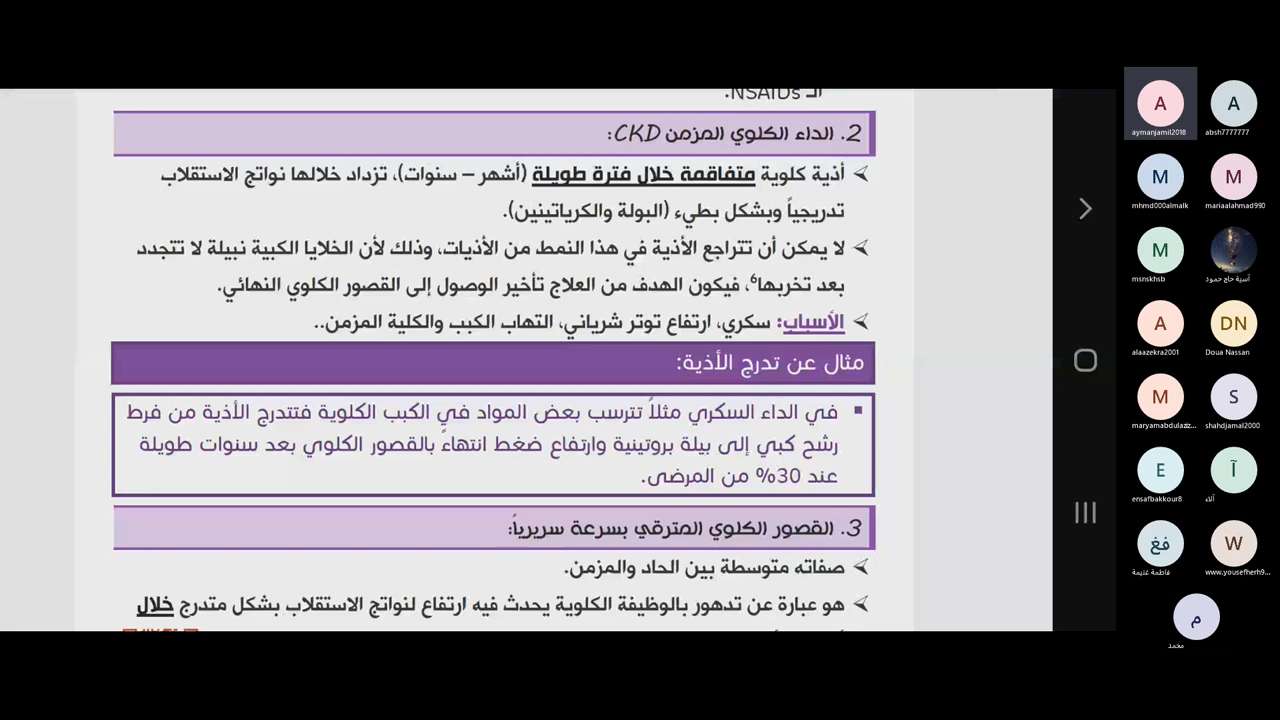 الـ NSAIDs.
2. الداء الكلوي المزمن CKD:
أذية كلوية متفاقمة خلال فترة طويلة (أشهر – سنوات)، تزداد خلالها نواتج الاستقلاب
تدريجياً وبشكل بطيء (البولة والكرياتينين).
لا يمكن أن تتراجع الأذية في هذا النمط من الأذيات، وذلك لأن الخلايا الكبية نبيلة لا تتجدد
بعد تخربها6، فيكون الهدف من العلاج تأخير الوصول إلى القصور الكلوي النهائي.
الأسباب: سكري، ارتفاع توتر شرياني، التهاب الكبب والكلية المزمن..
مثال عن تدرج الأذية:
▪ في الداء السكري مثلاً تترسب بعض المواد في الكبب الكلوية فتتدرج الأذية من فرط
رشح كبي إلى بيلة بروتينية وارتفاع ضغط انتهاءً بالقصور الكلوي بعد سنوات طويلة
عند 30% من المرضى.
3. القصور الكلوي المترقي بسرعة سريرياً:
صفاته متوسطة بين الحاد والمزمن.
هو عبارة عن تدهور بالوظيفة الكلوية يحدث فيه ارتفاع لنواتج الاستقلاب بشكل متدرج خلال
A
aymanjamil2018
A
absh7777777
M
mhmd000almalk
M
mariaalahmad990
M
msnskhsb
آسية حاج حمود
A
alaazekra2001
DN
Doua Nassan
M
maryamabdulaziz...
S
shahdjamal2000
E
ensafbakkour8
آ
آلاء
فغ
فاطمة غنيمة
W
www.yousefherh9...
م
محمد